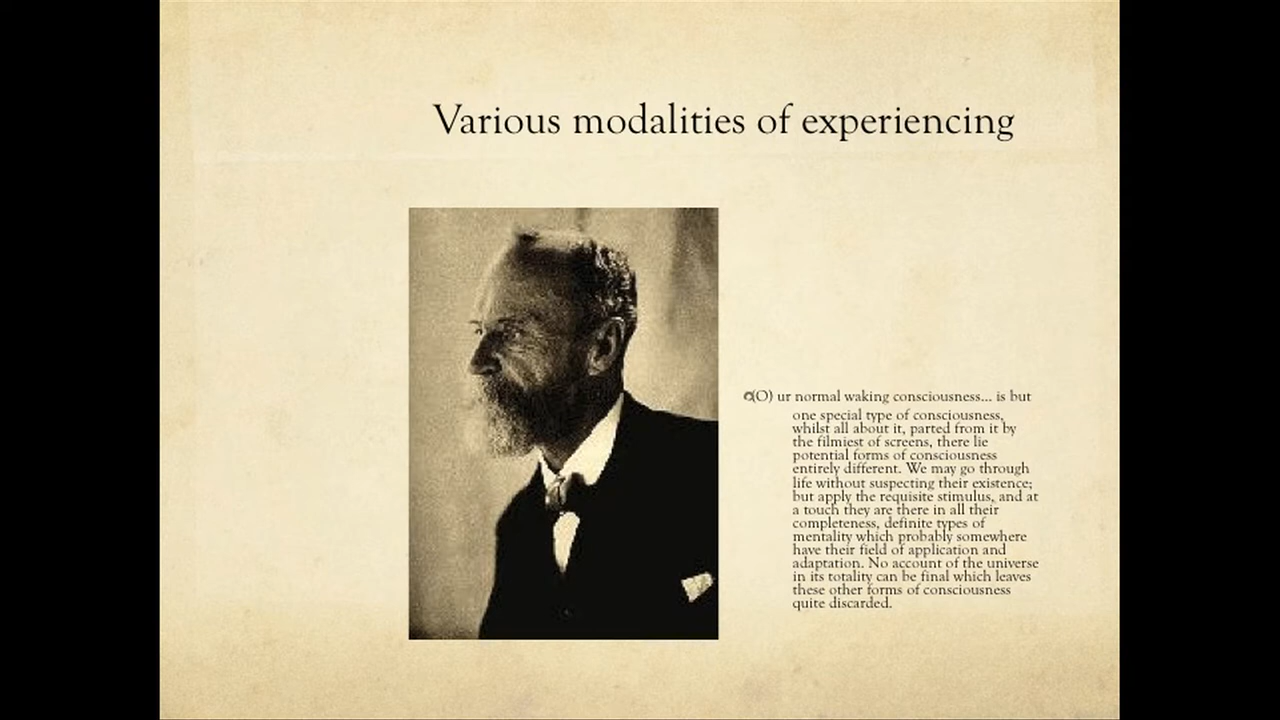 Various modalities of experiencing
(O) ur normal waking consciousness... is but
one special type of consciousness,
whilst all about it, parted from it by
the filmiest of screens, there lie
potential forms of consciousness
entirely different. We may go through
life without suspecting their existence;
but apply the requisite stimulus, and at
a touch they are there in all their
completeness, definite types of
mentality which probably somewhere
have their field of application and
adaptation. No account of the universe
in its totality can be final which leaves
these other forms of consciousness
quite discarded.